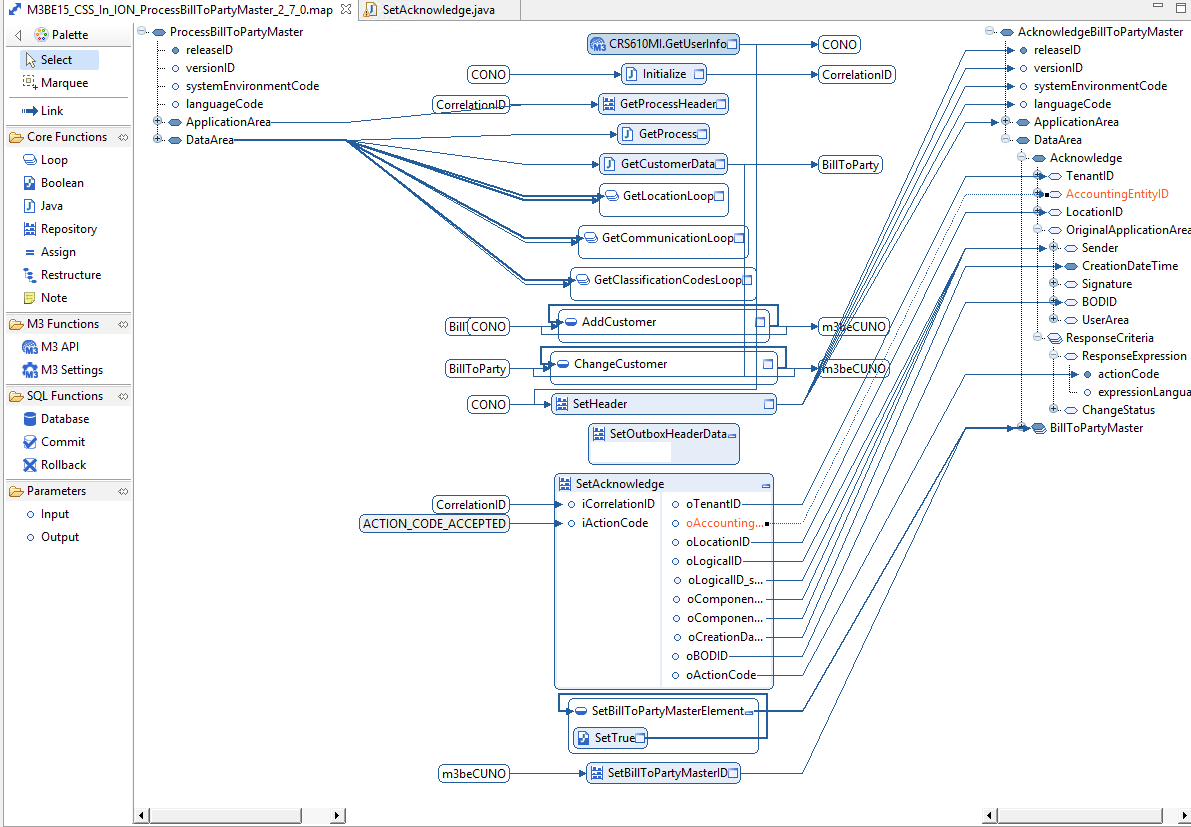 M3BE15_CSS_In_ION_ProcessBillToPartyMaster_2_7_0.map
SetAcknowledge.java
Palette
Select
Marquee
Link
Core Functions
Loop
Boolean
Java
Repository
Assign
Restructure
Note
M3 Functions
M3 API
M3 Settings
SQL Functions
Database
Commit
Rollback
Parameters
Input
Output
ProcessBillToPartyMaster
releaseID
versionID
systemEnvironmentCode
languageCode
ApplicationArea
DataArea
CRS610MI.GetUserInfo
CONO
CONO
Initialize
CorrelationID
CorrelationID
GetProcessHeader
GetProcess
GetCustomerData
BillToParty
GetLocationLoop
GetCommunicationLoop
GetClassificationCodesLoop
BillT
CONO
AddCustomer
m3beCUNO
BillToParty
ChangeCustomer
m3beCUNO
CONO
SetHeader
SetOutboxHeaderData
SetAcknowledge
CorrelationID
iCorrelationID
oTenantID
ACTION_CODE_ACCEPTED
iActionCode
oAccounting...
oLocationID
oLogicalID
oLogicalID_s...
oComponen...
oComponen...
oCreationDa...
oBODID
oActionCode
SetBillToPartyMasterElement
SetTrue
m3beCUNO
SetBillToPartyMasterID
AcknowledgeBillToPartyMaster
releaseID
versionID
systemEnvironmentCode
languageCode
ApplicationArea
DataArea
Acknowledge
TenantID
AccountingEntityID
LocationID
OriginalApplicationArea
Sender
CreationDateTime
Signature
BODID
UserArea
ResponseCriteria
ResponseExpression
actionCode
expressionLangua
ChangeStatus
BillToPartyMaster